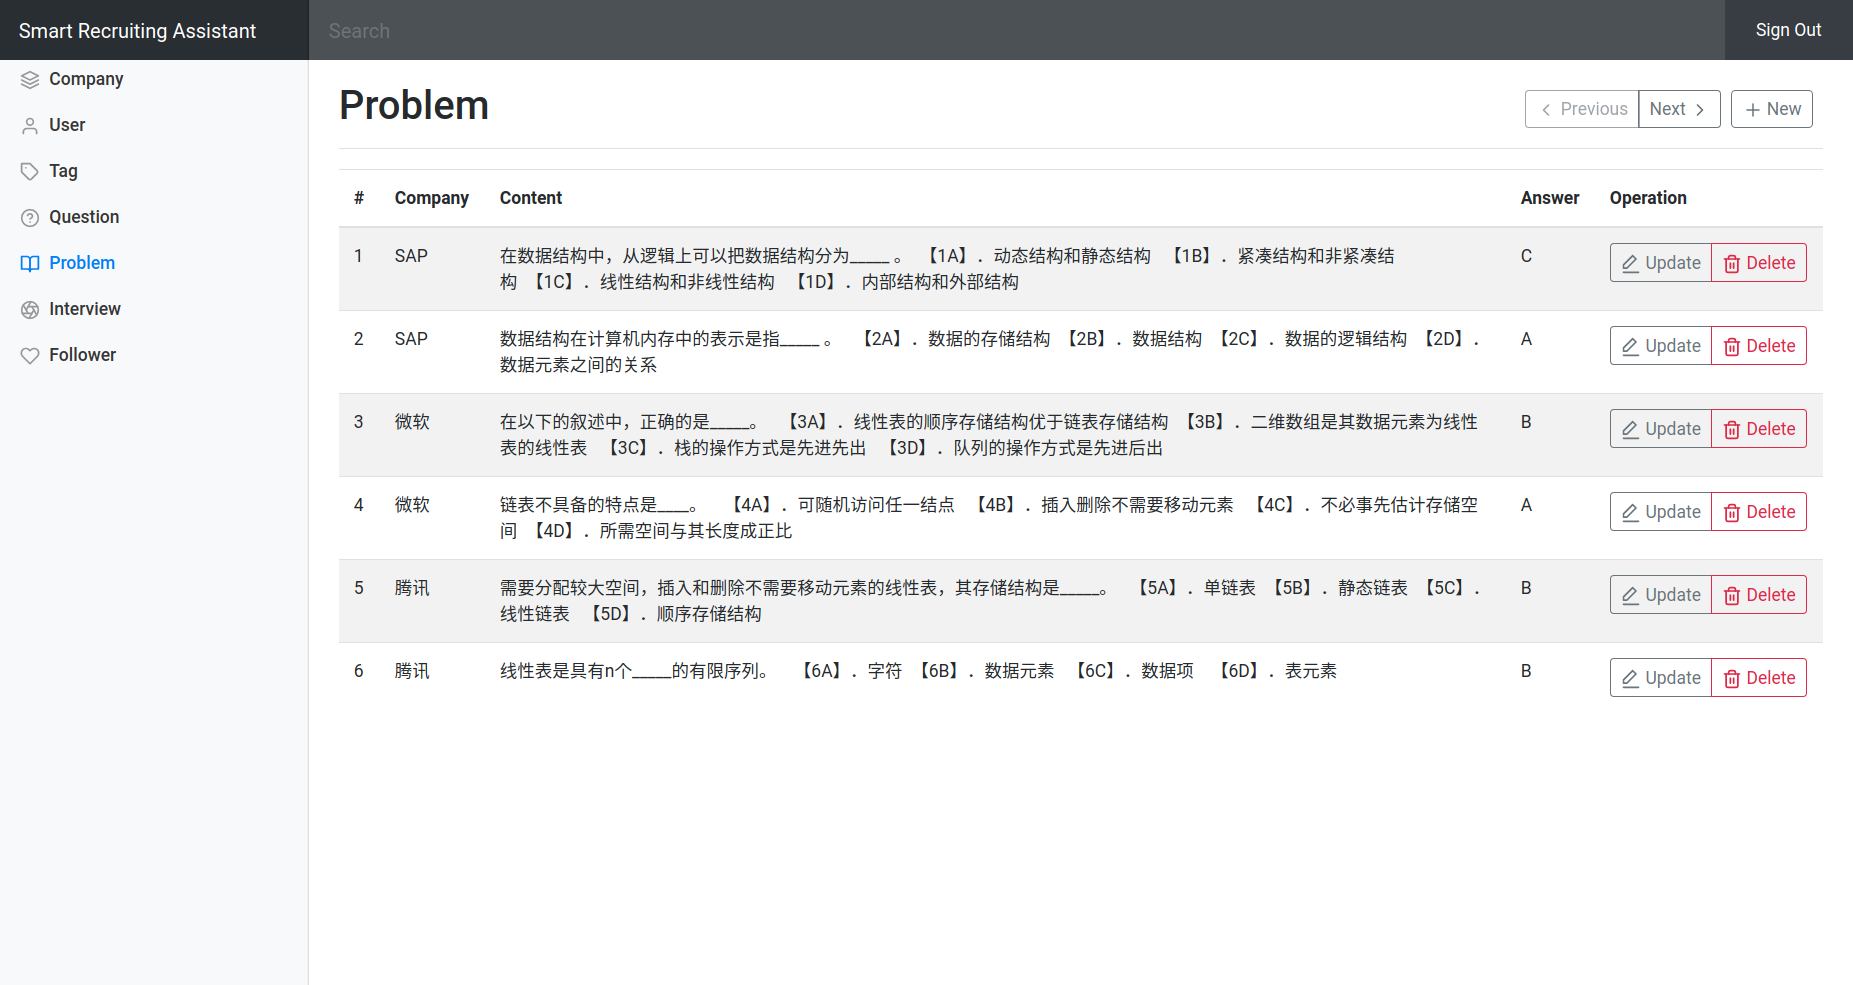 Smart Recruiting Assistant
Search
Sign Out
Company
User
Tag
Question
Problem
Interview
Follower
Problem
Previous
Next
New
# Company Content Answer Operation
1 SAP 在数据结构中，从逻辑上可以把数据结构分为_____ 。 【1A】．动态结构和静态结构 【1B】．紧凑结构和非紧凑结 C Update Delete
构 【1C】．线性结构和非线性结构 【1D】．内部结构和外部结构
2 SAP 数据结构在计算机内存中的表示是指_____ 。 【2A】．数据的存储结构 【2B】．数据结构 【2C】．数据的逻辑结构 【2D】． A Update Delete
数据元素之间的关系
3 微软 在以下的叙述中，正确的是_____。 【3A】．线性表的顺序存储结构优于链表存储结构 【3B】．二维数组是其数据元素为线性 B Update Delete
表的线性表 【3C】．栈的操作方式是先进先出 【3D】．队列的操作方式是先进后出
4 微软 链表不具备的特点是____。 【4A】．可随机访问任一结点 【4B】．插入删除不需要移动元素 【4C】．不必事先估计存储空 A Update Delete
间 【4D】．所需空间与其长度成正比
5 腾讯 需要分配较大空间，插入和删除不需要移动元素的线性表，其存储结构是_____。 【5A】．单链表 【5B】．静态链表 【5C】． B Update Delete
线性链表 【5D】．顺序存储结构
6 腾讯 线性表是具有n个_____的有限序列。 【6A】．字符 【6B】．数据元素 【6C】．数据项 【6D】．表元素 B Update Delete